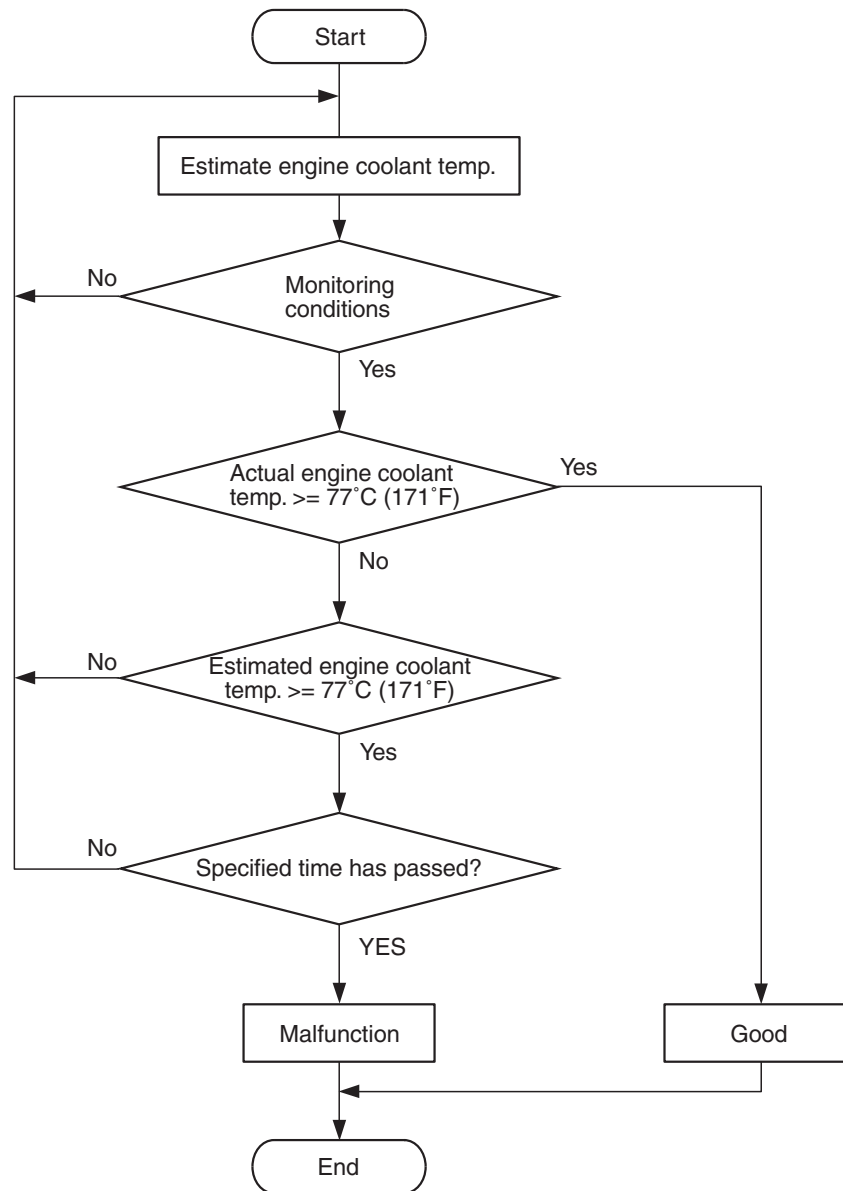 Start
Estimate engine coolant temp.
No
Monitoring
conditions
Yes
Actual engine coolant
temp. >= 77˚C (171˚F)
Yes
No
No
Estimated engine coolant
temp. >= 77˚C (171˚F)
Yes
No
Specified time has passed?
YES
Malfunction
Good
End